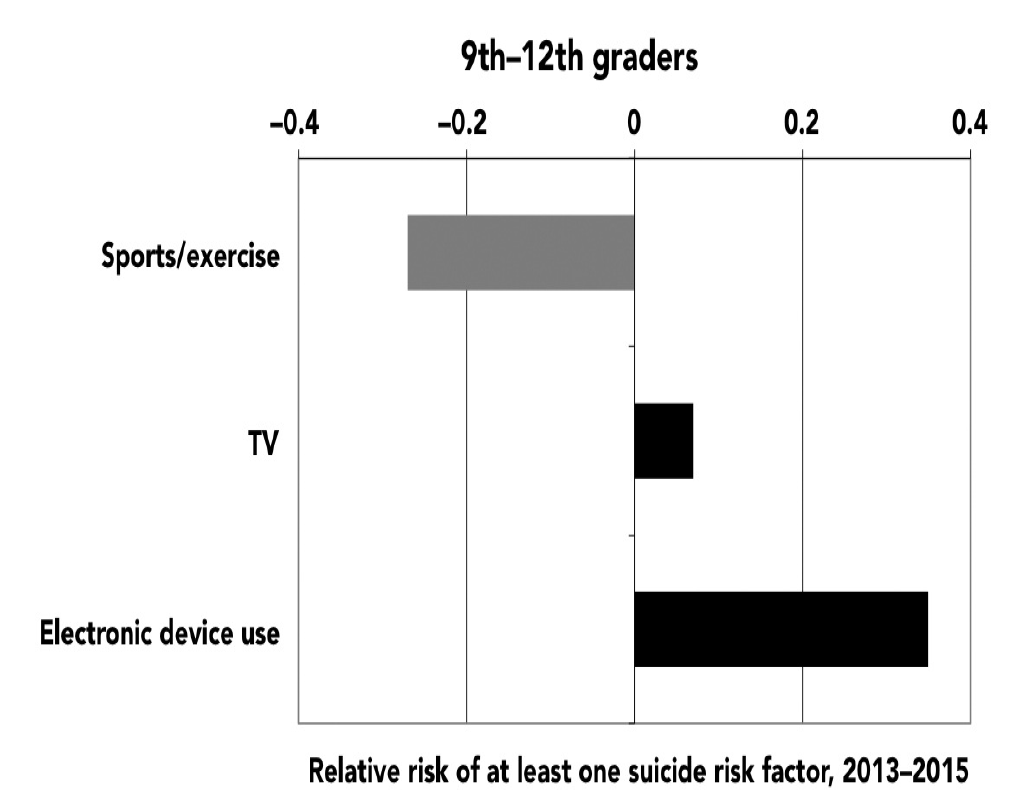 9th–12th graders
–0.4 –0.2 0 0.2 0.4
Sports/exercise
TV
Electronic device use
Relative risk of at least one suicide risk factor, 2013–2015